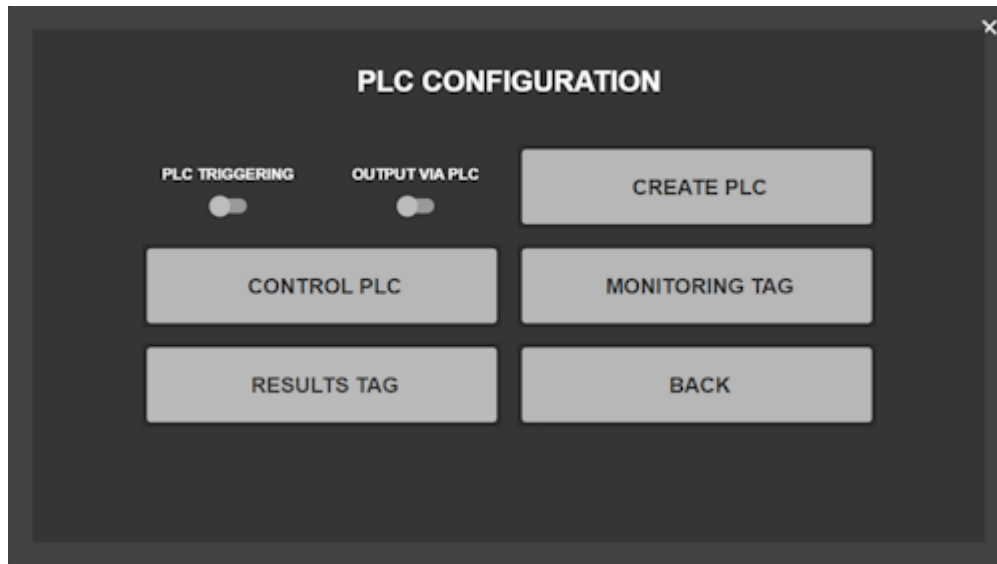 PLC CONFIGURATION
PLC TRIGGERING
OUTPUT VIA PLC
CREATE PLC
CONTROL PLC
MONITORING TAG
RESULTS TAG
BACK